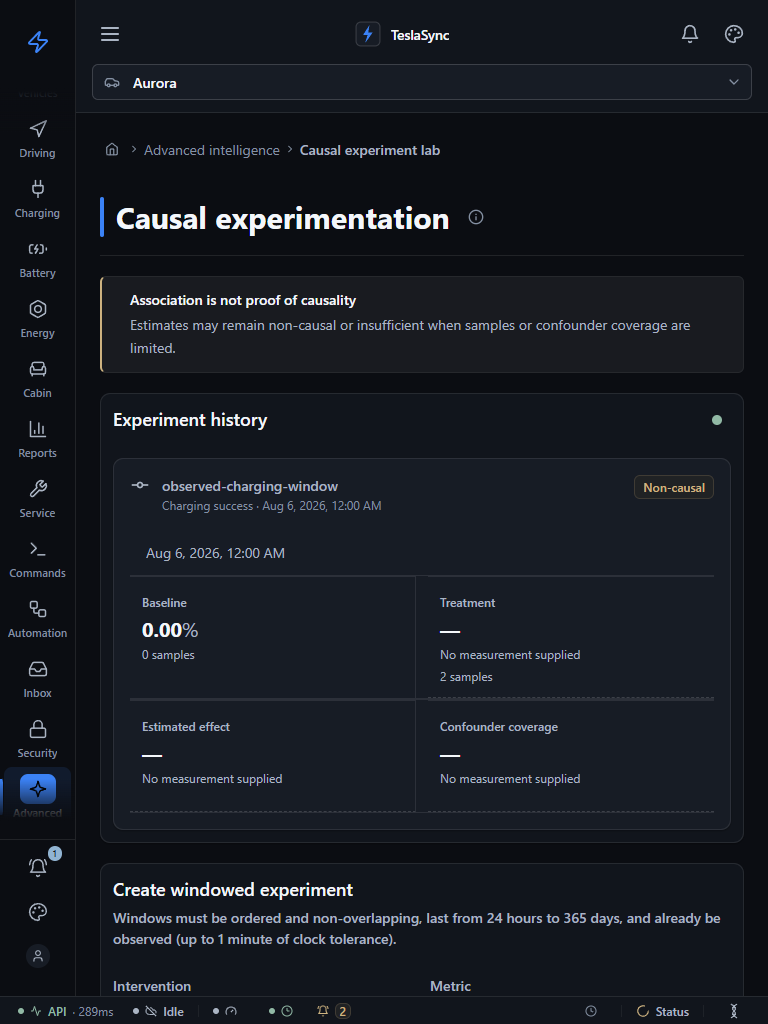 TeslaSync
Aurora
Driving
Charging
Battery
Energy
Cabin
Reports
Service
Commands
Automation
Inbox
Security
Advanced
1
Advanced intelligence
Causal experiment lab
Causal experimentation
Association is not proof of causality
Estimates may remain non-causal or insufficient when samples or confounder coverage are
limited.
Experiment history
observed-charging-window
Non-causal
Charging success · Aug 6, 2026, 12:00 AM
Aug 6, 2026, 12:00 AM
Baseline
0.00%
0 samples
Treatment
—
No measurement supplied
2 samples
Estimated effect
—
No measurement supplied
Confounder coverage
—
No measurement supplied
Create windowed experiment
Windows must be ordered and non-overlapping, last from 24 hours to 365 days, and already be
observed (up to 1 minute of clock tolerance).
Intervention
Metric
API · 289ms
Idle
2
Status